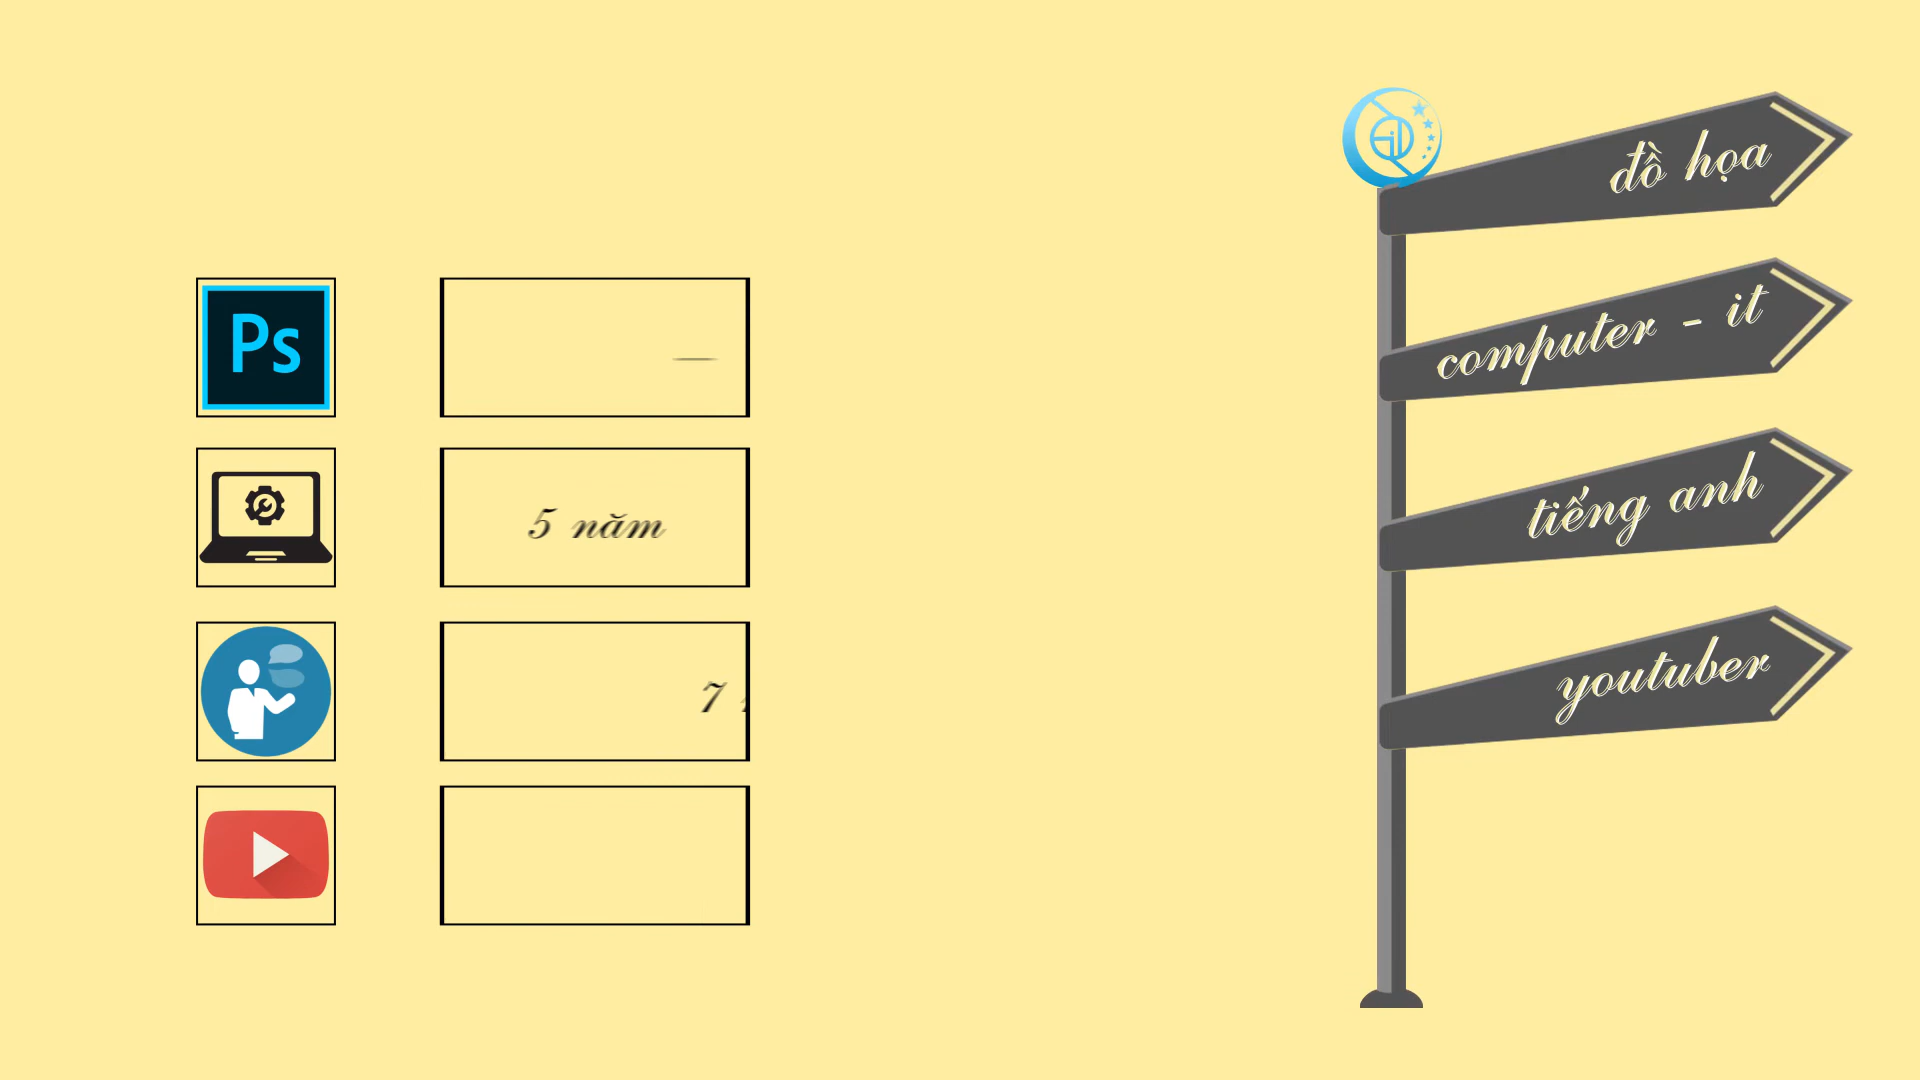 Ps
5 năm
7
đồ họa
computer - it
tiếng anh
youtuber